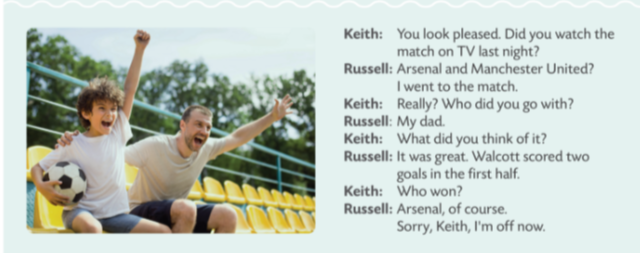 Keith: You look pleased. Did you watch the
match on TV last night?
Russell: Arsenal and Manchester United?
I went to the match.
Keith: Really? Who did you go with?
Russell: My dad.
Keith: What did you think of it?
Russell: It was great. Walcott scored two
goals in the first half.
Keith: Who won?
Russell: Arsenal, of course.
Sorry, Keith, I'm off now.